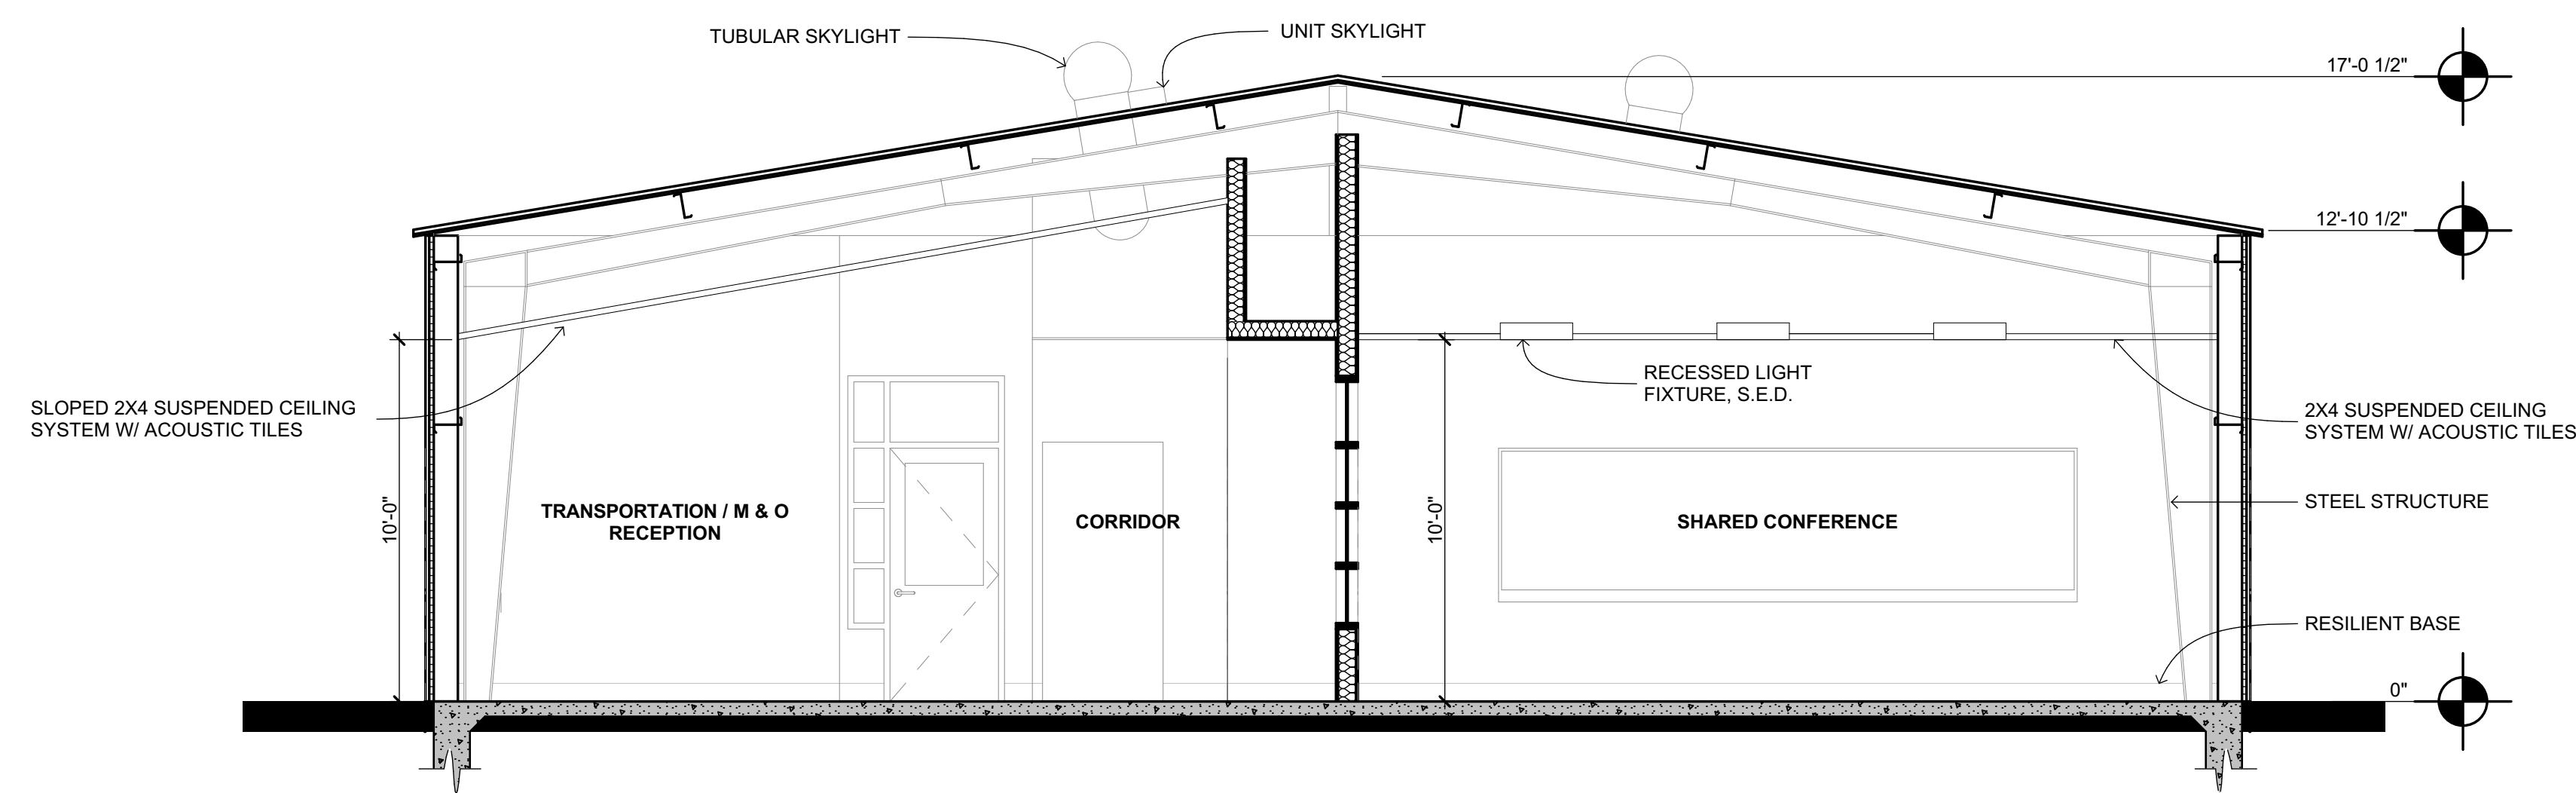 TUBULAR SKYLIGHT
UNIT SKYLIGHT
17'-0 1/2"
12'-10 1/2"
RECESSED LIGHT
FIXTURE, S.E.D.
SLOPED 2X4 SUSPENDED CEILING
SYSTEM W/ ACOUSTIC TILES
2X4 SUSPENDED CEILING
SYSTEM W/ ACOUSTIC TILES
10'-0"
TRANSPORTATION / M & O
RECEPTION
CORRIDOR
10'-0"
SHARED CONFERENCE
STEEL STRUCTURE
RESILIENT BASE
0"